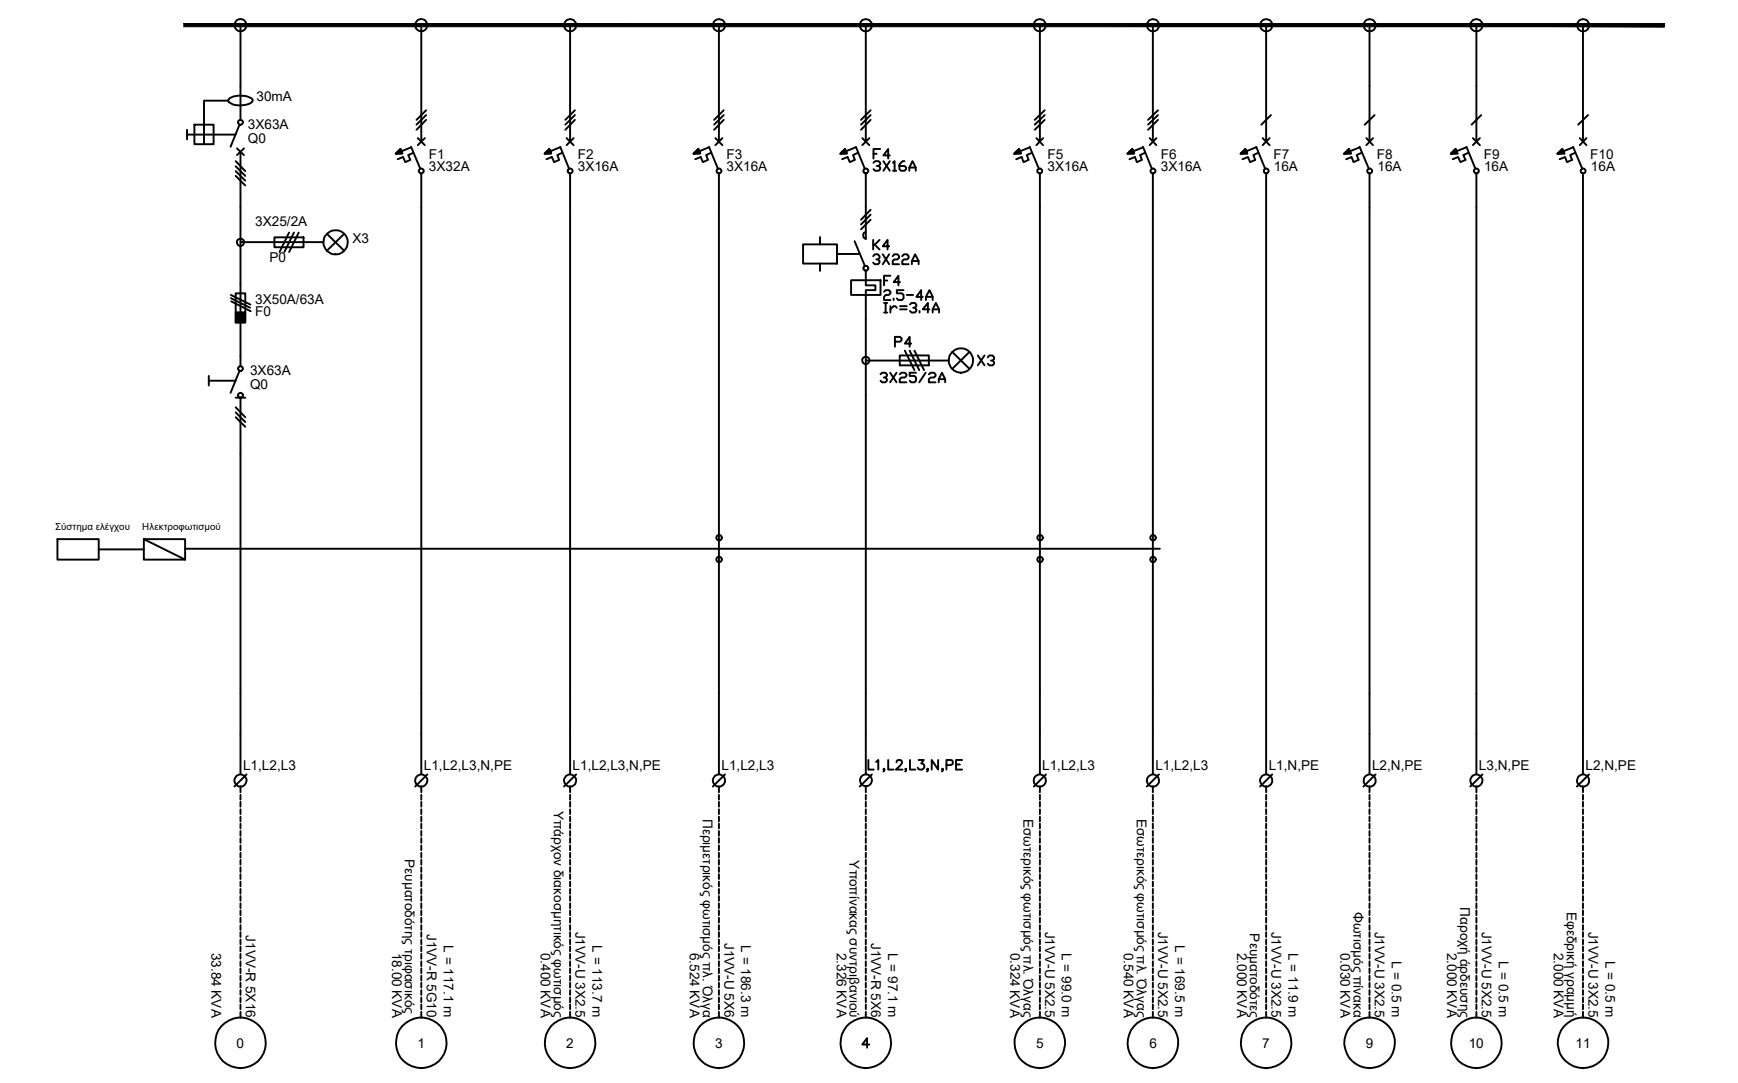 30mA
3X63A
Q0
3X25/2A
P0
X3
3X50A/63A
F0
3X63A
Q0
F1
3X32A
F2
3X16A
F3
3X16A
F4
3X16A
K4
3X22A
F4
2.5-4A
Ir=3.4A
P4
3X25/2A
X3
F5
3X16A
F6
3X16A
F7
16A
F8
16A
F9
16A
F10
16A
Σύστημα ελέγχου
Ηλεκτροφωτισμού
L1,L2,L3
L1,L2,L3,N,PE
L1,L2,L3,N,PE
L1,L2,L3
L1,L2,L3,N,PE
L1,L2,L3
L1,L2,L3
L1,N,PE
L2,N,PE
L3,N,PE
L2,N,PE
J1VV-R 5X16
33.84 KVA
0
L = 117.1 m
J1VV-R 5G10
Ρευματοδότης τριφασικός
18.00 KVA
1
L = 113.7 m
J1VV-U 3X2.5
Υπάρχον διακοσμητικός φωτισμός
0.400 KVA
2
L = 186.3 m
J1VV-U 5X6
Περιμετρικός φωτισμός πλ. Όλγας
6.524 KVA
3
L = 97.1 m
J1VV-R 5X6
Υποπίνακας συντριβανιού
2.326 KVA
4
L = 99.0 m
J1VV-U 5X2.5
Εσωτερικός φωτισμός πλ. Όλγας
0.324 KVA
5
L = 169.5 m
J1VV-U 5X2.5
Εσωτερικός φωτισμός πλ. Όλγας
0.540 KVA
6
L = 11.9 m
J1VV-U 3X2.5
Ρευματοδότες
2.000 KVA
7
L = 0.5 m
J1VV-U 3X2.5
Φωτισμός πίνακα
0.030 KVA
9
L = 0.5 m
J1VV-U 5X2.5
Παροχή άρδευσης
2.000 KVA
10
L = 0.5 m
J1VV-U 3X2.5
Εφεδρική γραμμή
2.000 KVA
11